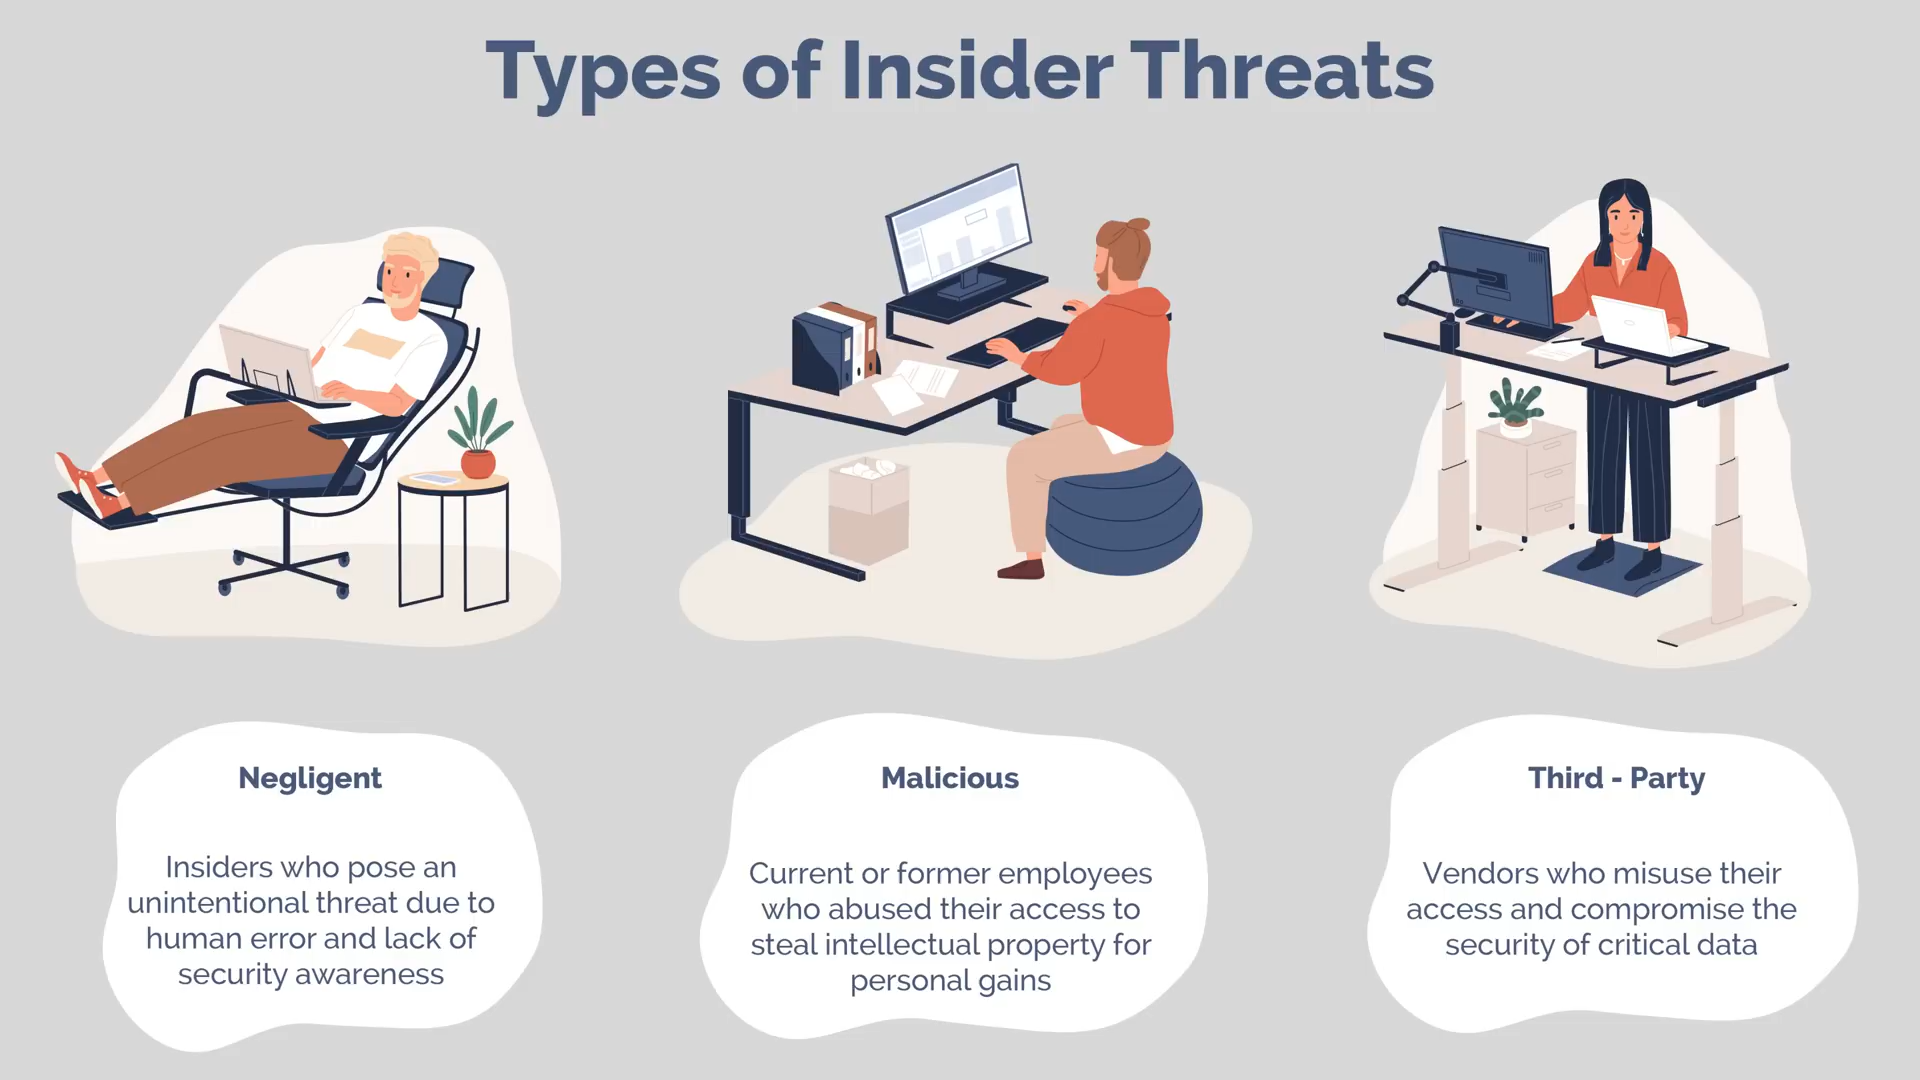 Types of Insider Threats
Negligent
Insiders who pose an
unintentional threat due to
human error and lack of
security awareness
Malicious
Current or former employees
who abused their access to
steal intellectual property for
personal gains
Third - Party
Vendors who misuse their
access and compromise the
security of critical data